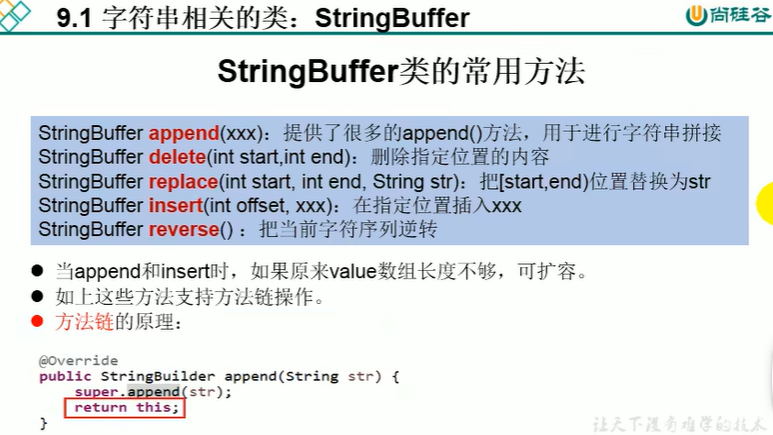 9.1 字符串相关的类：StringBuffer
尚硅谷
StringBuffer类的常用方法
StringBuffer append(xxx)：提供了很多的append()方法，用于进行字符串拼接
StringBuffer delete(int start,int end)：删除指定位置的内容
StringBuffer replace(int start, int end, String str)：把[start,end)位置替换为str
StringBuffer insert(int offset, xxx)：在指定位置插入xxx
StringBuffer reverse() ：把当前字符序列逆转
● 当append和insert时，如果原来value数组长度不够，可扩容。
● 如上这些方法支持方法链操作。
● 方法链的原理：
@Override
public StringBuilder append(String str) {
super.append(str);
return this;
}
让天下没有难学的技术